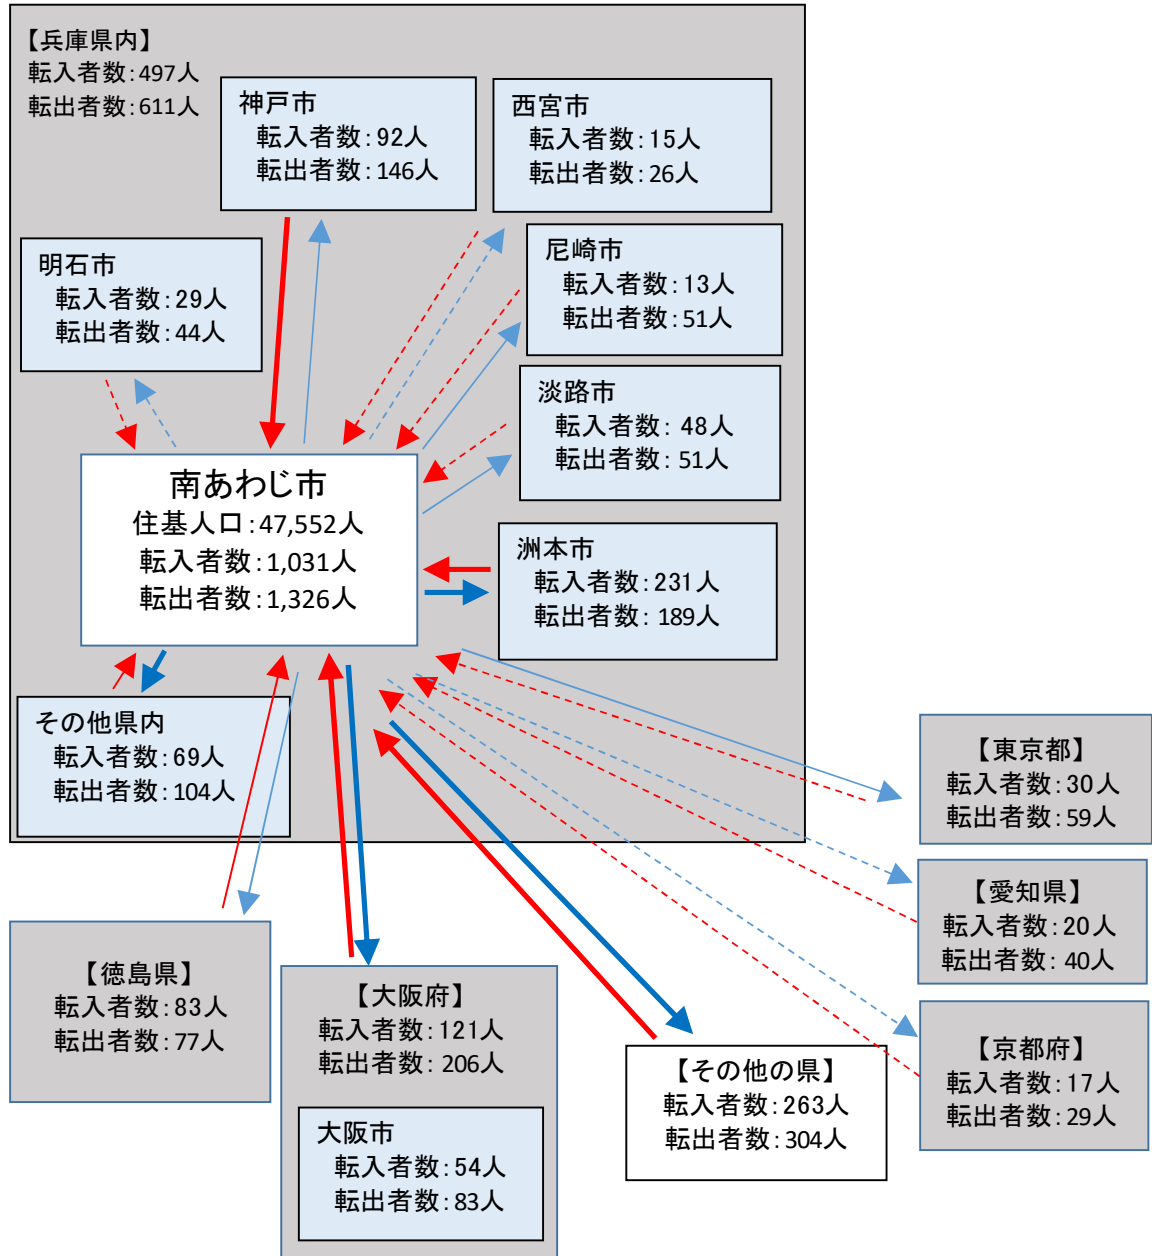 【兵庫県内】
転入者数：497人
転出者数：611人
神戸市
転入者数：92人
転出者数：146人
西宮市
転入者数：15人
転出者数：26人
明石市
転入者数：29人
転出者数：44人
尼崎市
転入者数：13人
転出者数：51人
淡路市
転入者数： 48人
転出者数： 51人
南あわじ市
住基人口：47,552人
転入者数：1,031人
転出者数：1,326人
洲本市
転入者数：231人
転出者数： 189人
その他県内
転入者数：69人
転出者数：104人
【東京都】
転入者数：30人
転出者数：59人
【愛知県】
転入者数：20人
転出者数：40人
【徳島県】
転入者数：83人
転出者数：77人
【大阪府】
転入者数：121人
転出者数：206人
大阪市
転入者数：54人
転出者数：83人
【その他の県】
転入者数：263人
転出者数：304人
【京都府】
転入者数：17人
転出者数：29人